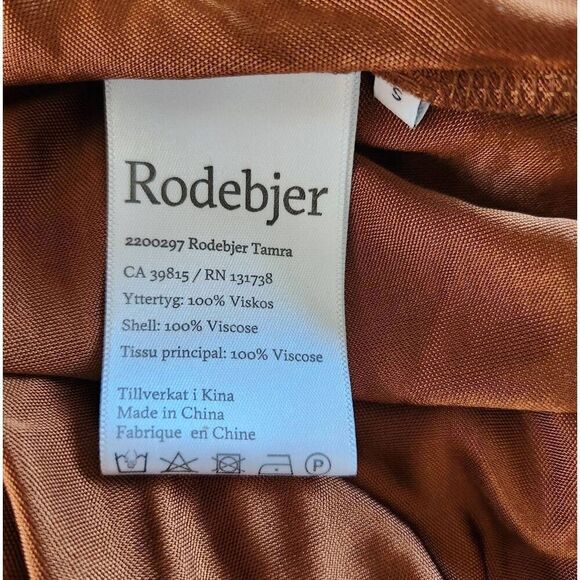 S
Rodebjer
2200297 Rodebjer Tamra
CA 39815 / RN 131738
Yttertyg: 100% Viskos
Shell: 100% Viscose
Tissu principal: 100% Viscose
Tillverkat i Kina
Made in China
Fabrique en Chine
P